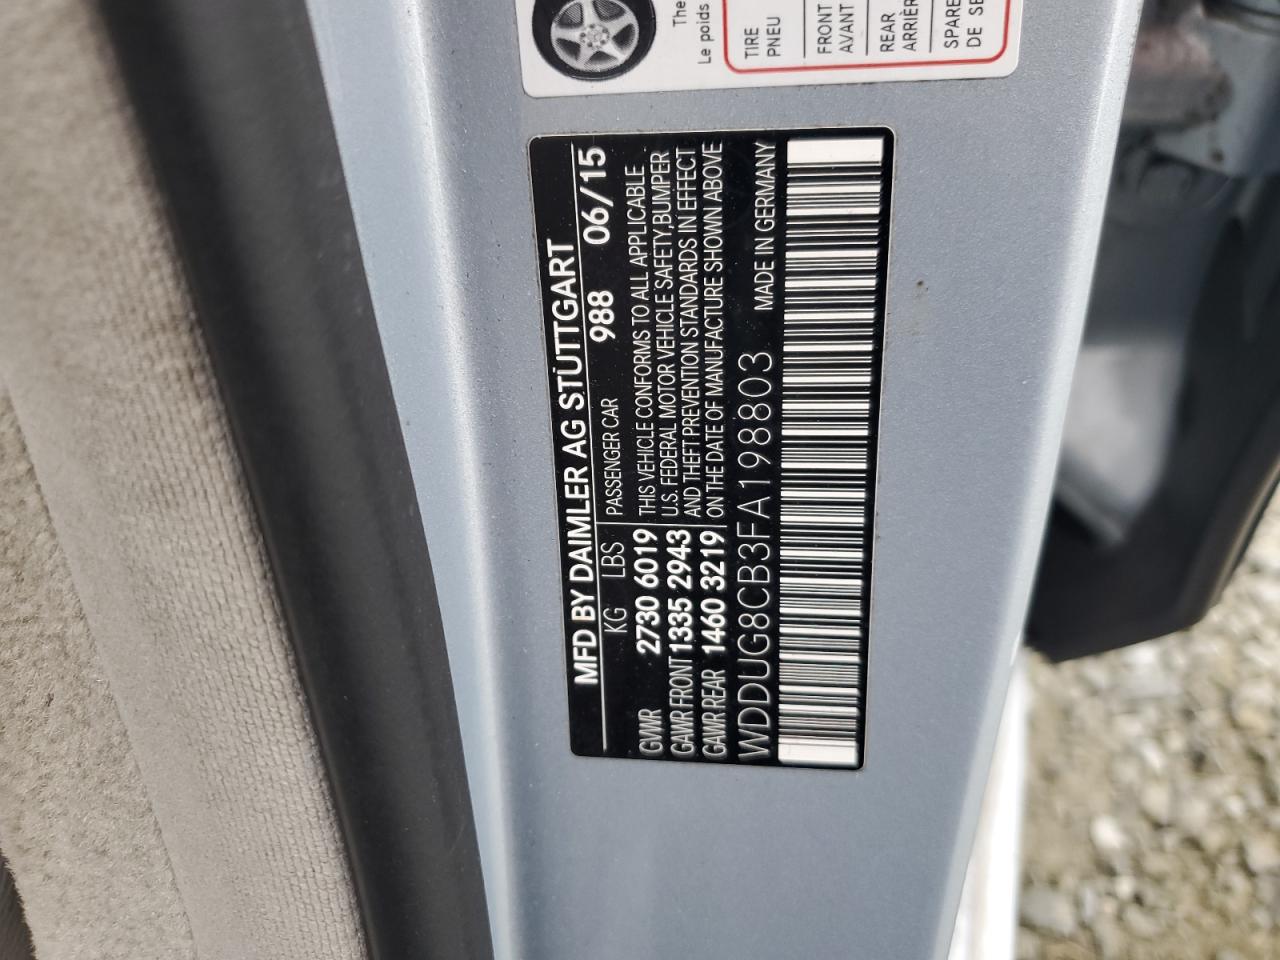 The
Le poids
TIRE
PNEU
FRONT
AVANT
REAR
ARRIÈR
SPARE
DE SE
MFD BY DAIMLER AG STUTTGART
KG LBS PASSENGER CAR 988 06/15
GVWR 2730 6019 THIS VEHICLE CONFORMS TO ALL APPLICABLE
GAWR FRONT 1335 2943 U.S. FEDERAL MOTOR VEHICLE SAFETY,BUMPER
AND THEFT PREVENTION STANDARDS IN EFFECT
GAWR REAR 1460 3219 ON THE DATE OF MANUFACTURE SHOWN ABOVE
WDDUG8CB3FA198803 MADE IN GERMANY